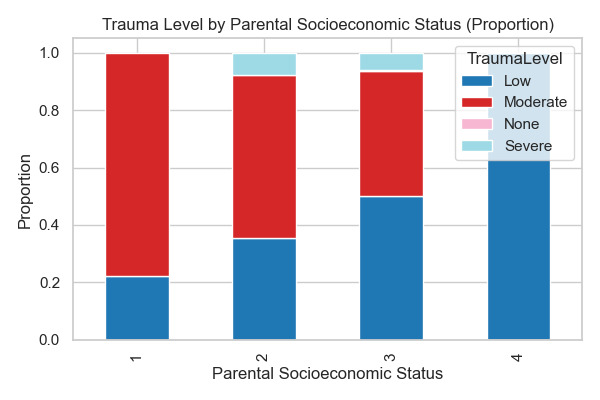 Trauma Level by Parental Socioeconomic Status (Proportion)
TraumaLevel
Low
Moderate
None
Severe
Proportion
1.0
0.8
0.6
0.4
0.2
0.0
1
2
3
4
Parental Socioeconomic Status